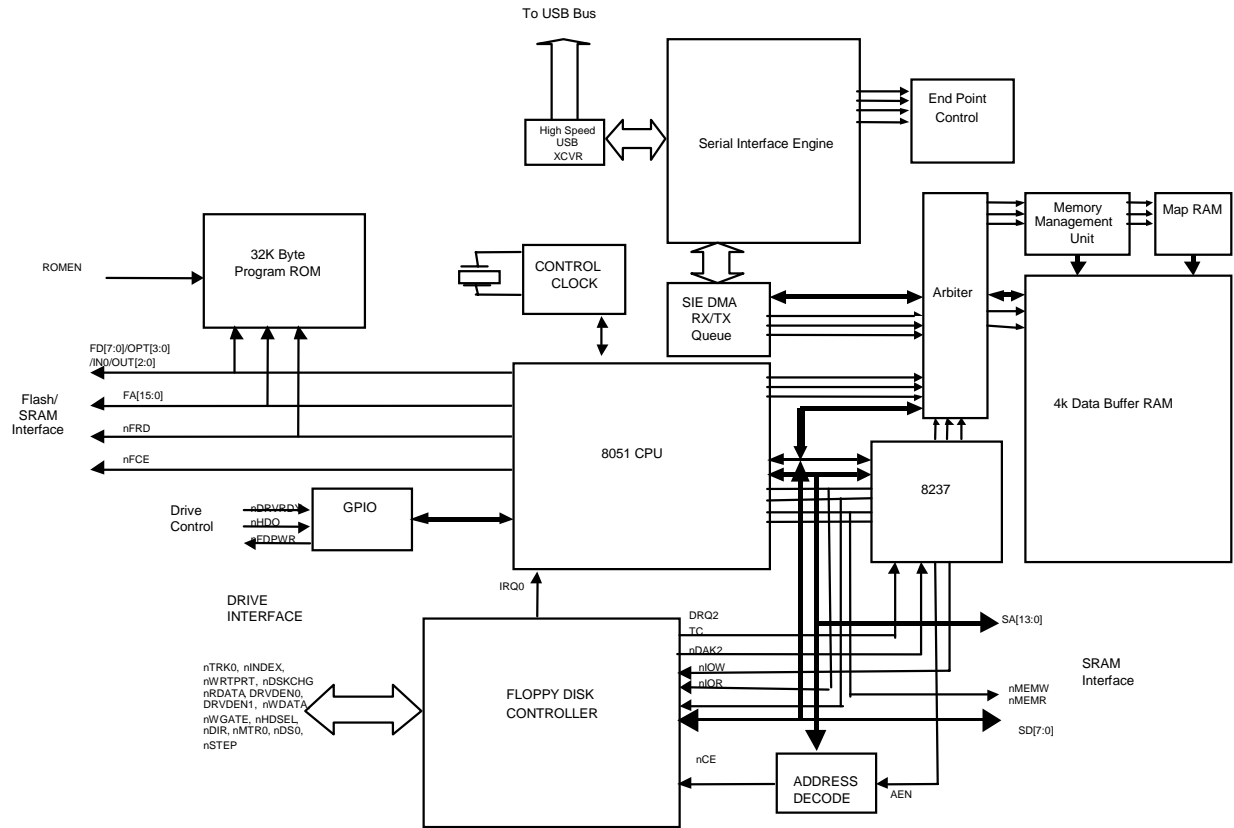 To USB Bus
High Speed
USB
XCVR
Serial Interface Engine
End Point
Control
32K Byte
Program ROM
ROMEN
CONTROL
CLOCK
SIE DMA
RX/TX
Queue
Arbiter
Memory
Management
Unit
Map RAM
4k Data Buffer RAM
FD[7:0]/OPT[3:0]
/IN0/OUT[2:0]
FA[15:0]
nFRD
nFCE
Flash/
SRAM
Interface
8051 CPU
8237
Drive
Control
nDRVRDY
nHDO
nFDPWR
GPIO
IRQ0
DRIVE
INTERFACE
nTRK0, nINDEX,
nWRTPRT, nDSKCHG
nRDATA, DRVDEN0,
DRVDEN1, nWDATA,
nWGATE, nHDSEL,
nDIR, nMTR0, nDS0,
nSTEP
FLOPPY DISK
CONTROLLER
DRQ2
TC
nDAK2
nIOW
nIOR
nCE
ADDRESS
DECODE
AEN
SA[13:0]
SRAM
Interface
nMEMW
nMEMR
SD[7:0]